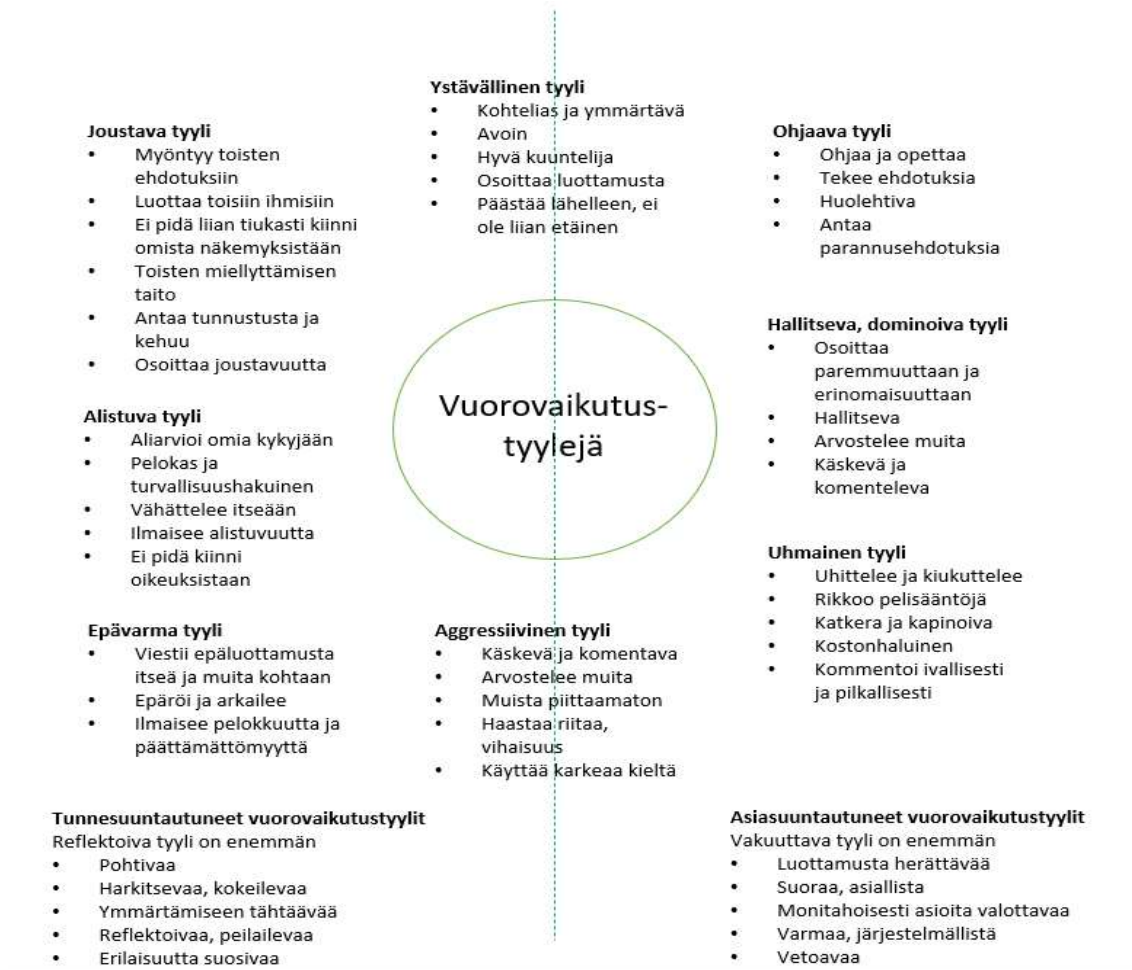 Ystävällinen tyyli
• Kohtelias ja ymmärtävä
• Avoin
• Hyvä kuuntelija
• Osoittaa luottamusta
• Päästää lähelleen, ei
ole liian etäinen
Joustava tyyli
• Myöntyy toisten
ehdotuksiin
• Luottaa toisiin ihmisiin
• Ei pidä liian tiukasti kiinni
omista näkemyksistään
• Toisten miellyttämisen
taito
• Antaa tunnustusta ja
kehuu
• Osoittaa joustavuutta
Ohjaava tyyli
• Ohjaa ja opettaa
• Tekee ehdotuksia
• Huolehtiva
• Antaa
parannusehdotuksia
Vuorovaikutus-
tyylejä
Hallitseva, dominoiva tyyli
• Osoittaa
paremmuuttaan ja
erinomaisuuttaan
• Hallitseva
• Arvostelee muita
• Käskevä ja
komenteleva
Alistuva tyyli
• Aliarvioi omia kykyjään
• Pelokas ja
turvallisuushakuinen
• Vähättelee itseään
• Ilmaisee alistuvuutta
• Ei pidä kiinni
oikeuksistaan
Uhmainen tyyli
• Uhittelee ja kiukuttelee
• Rikkoo pelisääntöjä
• Katkera ja kapinoiva
• Kostonhaluinen
• Kommentoi ivallisesti
ja pilkallisesti
Epävarma tyyli
• Viestii epäluottamusta
itseä ja muita kohtaan
• Epäröi ja arkailee
• Ilmaisee pelokkuutta ja
päättämättömyyttä
Aggressiivinen tyyli
• Käskevä ja komentava
• Arvostelee muita
• Muista piittaamaton
• Haastaa riitaa,
vihaisuus
• Käyttää karkeaa kieltä
Tunnesuuntautuneet vuorovaikutustyylit
Reflektoiva tyyli on enemmän
• Pohtivaa
• Harkitsevaa, kokeilevaa
• Ymmärtämiseen tähtäävää
• Reflektoivaa, peilailevaa
• Erilaisuutta suosivaa
Asiasuuntautuneet vuorovaikutustyylit
Vakuuttava tyyli on enemmän
• Luottamusta herättävää
• Suoraa, asiallista
• Monitahoisesti asioita valottavaa
• Varmaa, järjestelmällistä
• Vetoavaa